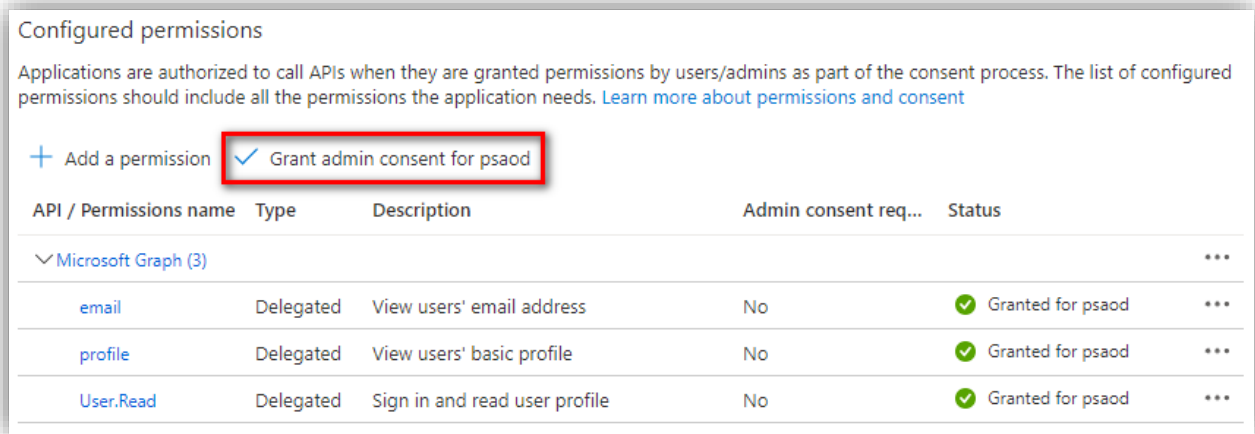 Configured permissions
Applications are authorized to call APIs when they are granted permissions by users/admins as part of the consent process. The list of configured
permissions should include all the permissions the application needs. Learn more about permissions and consent
Add a permission Grant admin consent for psaod
API / Permissions name Type Description Admin consent req... Status
Microsoft Graph (3)
email Delegated View users' email address No Granted for psaod
profile Delegated View users' basic profile No Granted for psaod
User.Read Delegated Sign in and read user profile No Granted for psaod